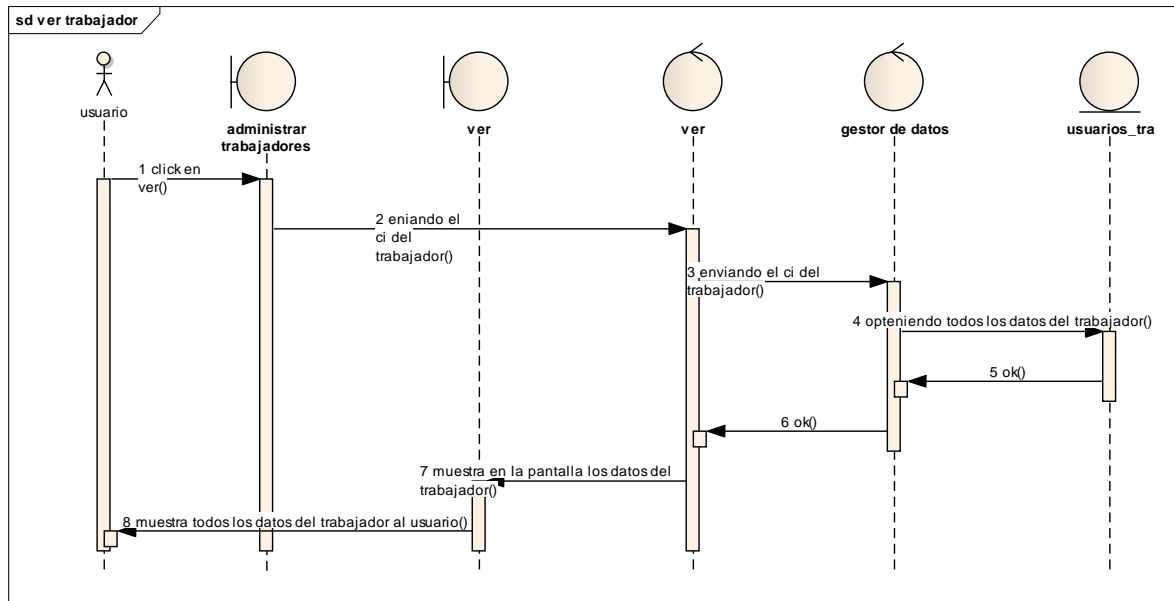 sd ver trabajador
usuario
administrar
trabajadores
ver
ver
gestor de datos
usuarios_tra
1 click en
ver()
2 eniando el
ci del
trabajador()
3 enviando el ci del
trabajador()
4 opteniendo todos los datos del trabajador()
5 ok()
6 ok()
7 muestra en la pantalla los datos del
trabajador()
8 muestra todos los datos del trabajador al usuario()